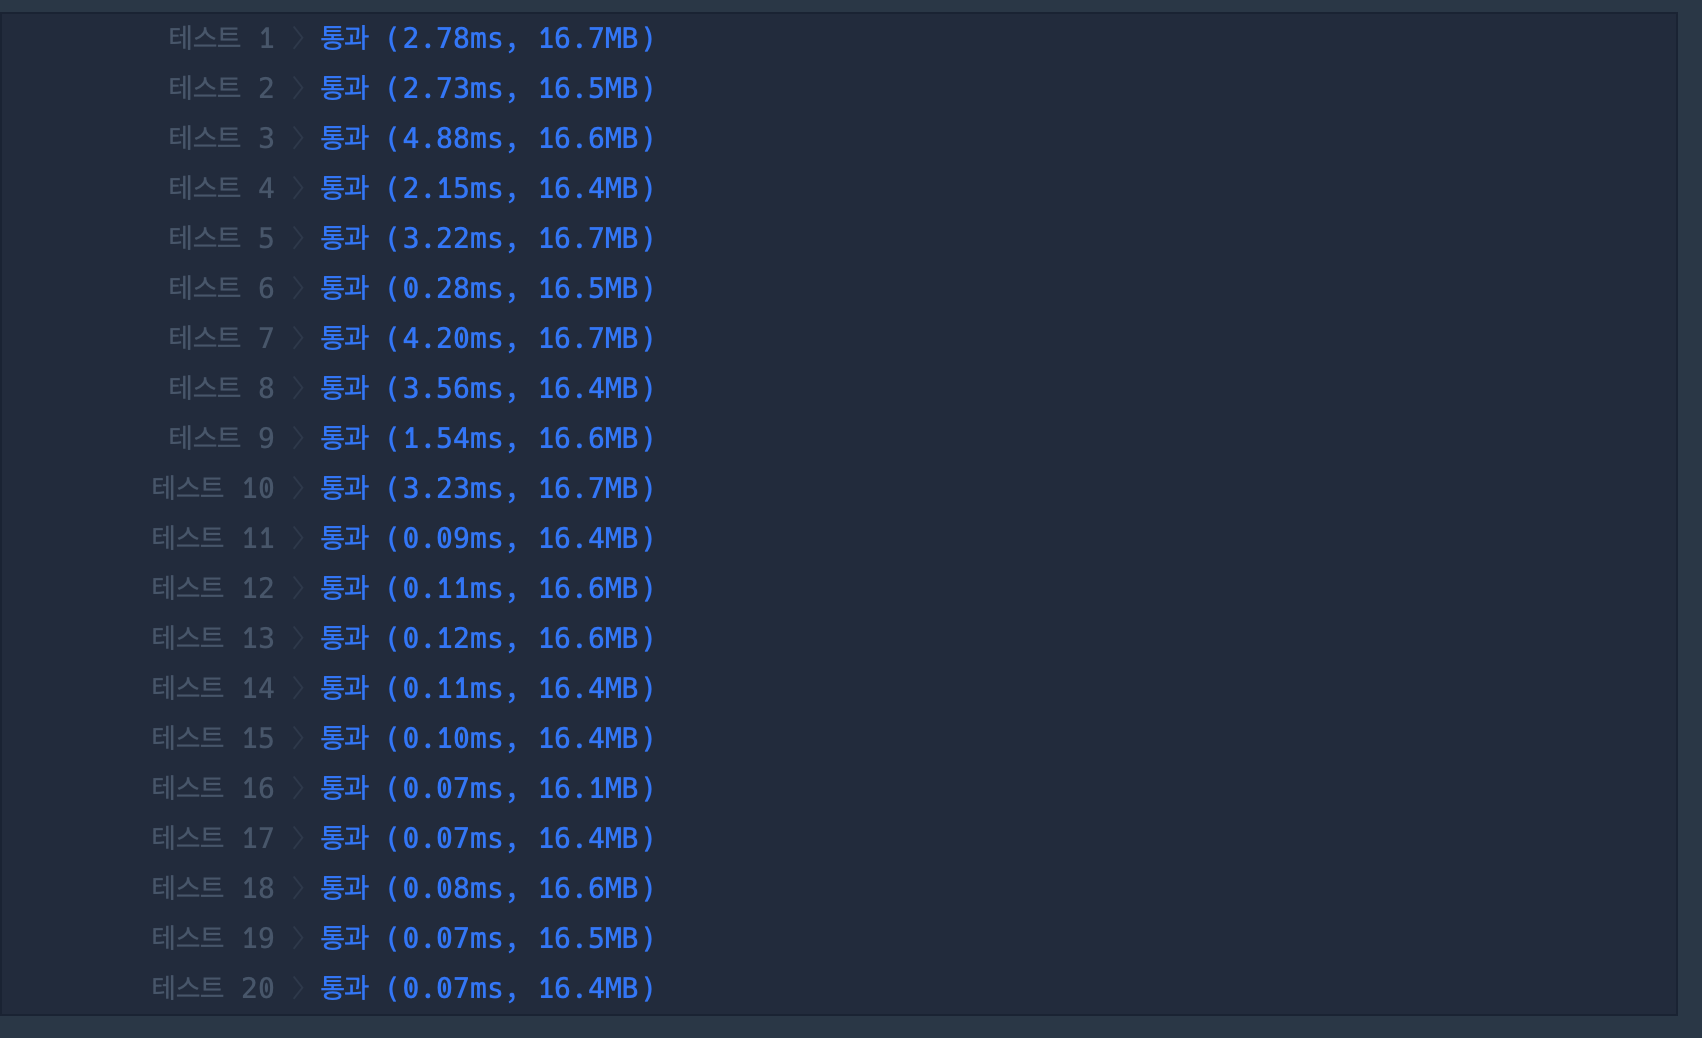 테스트 1 〉 통과 (2.78ms, 16.7MB)
테스트 2 〉 통과 (2.73ms, 16.5MB)
테스트 3 〉 통과 (4.88ms, 16.6MB)
테스트 4 〉 통과 (2.15ms, 16.4MB)
테스트 5 〉 통과 (3.22ms, 16.7MB)
테스트 6 〉 통과 (0.28ms, 16.5MB)
테스트 7 〉 통과 (4.20ms, 16.7MB)
테스트 8 〉 통과 (3.56ms, 16.4MB)
테스트 9 〉 통과 (1.54ms, 16.6MB)
테스트 10 〉 통과 (3.23ms, 16.7MB)
테스트 11 〉 통과 (0.09ms, 16.4MB)
테스트 12 〉 통과 (0.11ms, 16.6MB)
테스트 13 〉 통과 (0.12ms, 16.6MB)
테스트 14 〉 통과 (0.11ms, 16.4MB)
테스트 15 〉 통과 (0.10ms, 16.4MB)
테스트 16 〉 통과 (0.07ms, 16.1MB)
테스트 17 〉 통과 (0.07ms, 16.4MB)
테스트 18 〉 통과 (0.08ms, 16.6MB)
테스트 19 〉 통과 (0.07ms, 16.5MB)
테스트 20 〉 통과 (0.07ms, 16.4MB)